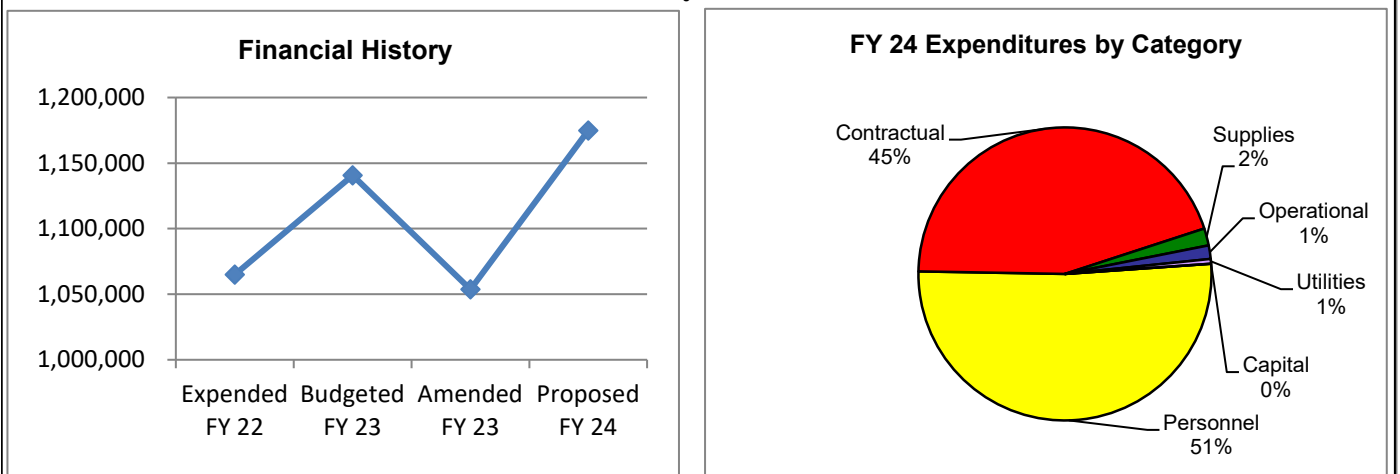 Financial History
1,200,000
1,150,000
1,100,000
1,050,000
1,000,000
Expended Budgeted Amended Proposed
FY 22 FY 23 FY 23 FY 24
FY 24 Expenditures by Category
Contractual
45%
Supplies
2%
Operational
1%
Utilities
1%
Capital
0%
Personnel
51%